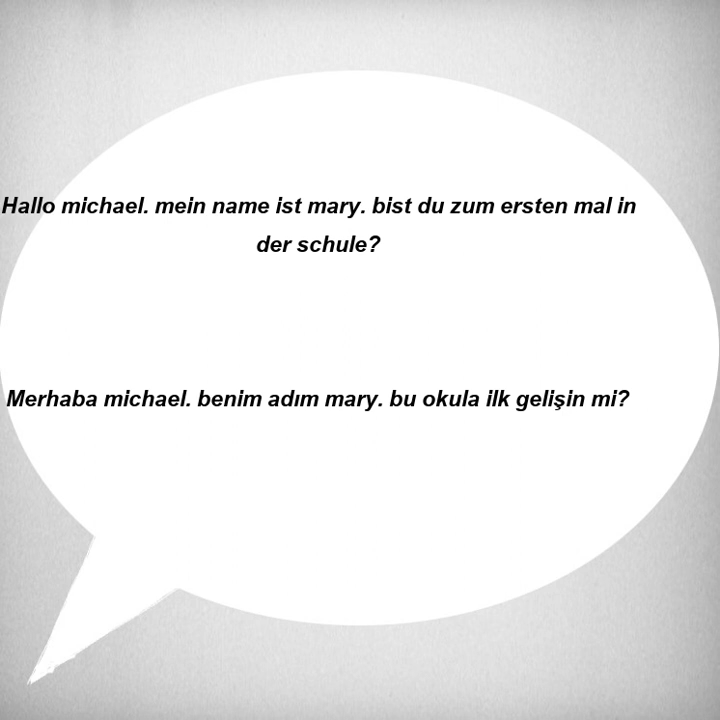 Hallo michael. mein name ist mary. bist du zum ersten mal in
der schule?
Merhaba michael. benim adım mary. bu okula ilk gelişin mi?